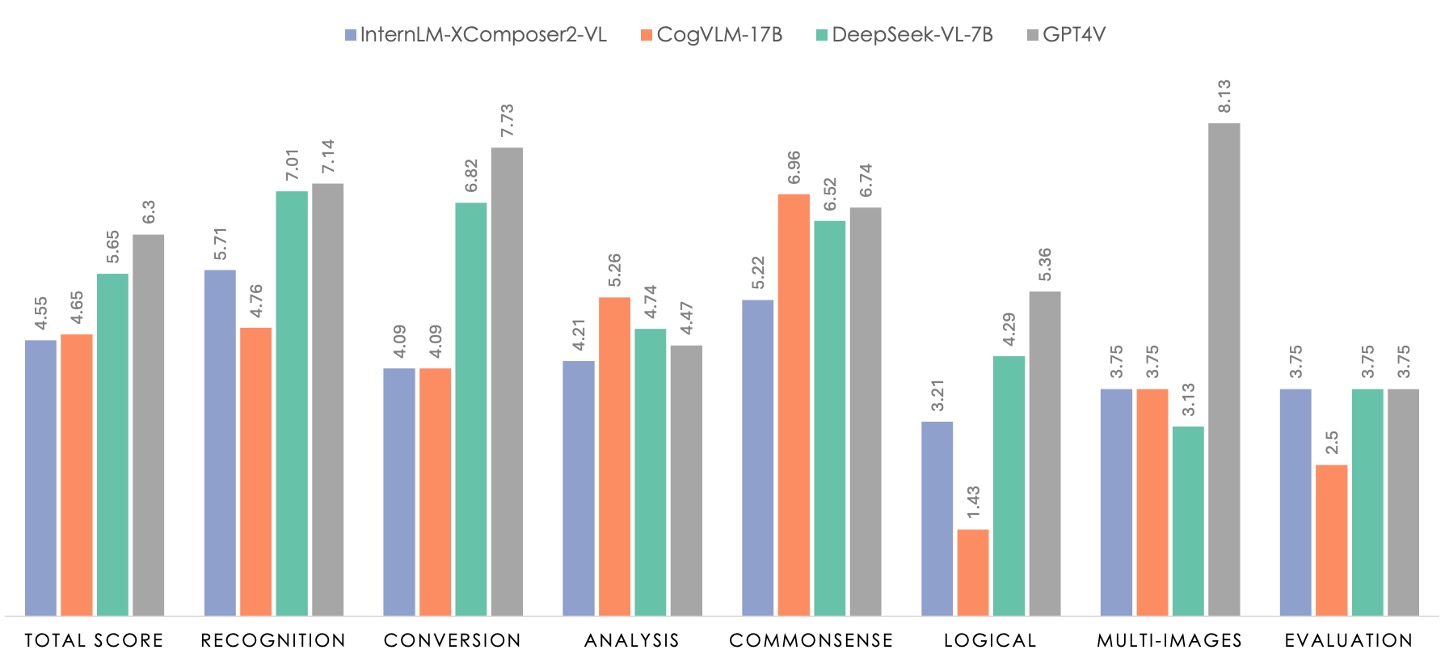 InternLM-XComposer2-VL CogVLM-17B DeepSeek-VL-7B GPT4V
4.55 4.65 5.65 6.3
5.71 4.76 7.01 7.14
4.09 4.09 6.82 7.73
4.21 5.26 4.74 4.47
5.22 6.96 6.52 6.74
3.21 1.43 4.29 5.36
3.75 3.75 3.13 8.13
3.75 2.5 3.75 3.75
TOTAL SCORE RECOGNITION CONVERSION ANALYSIS COMMONSENSE LOGICAL MULTI-IMAGES EVALUATION